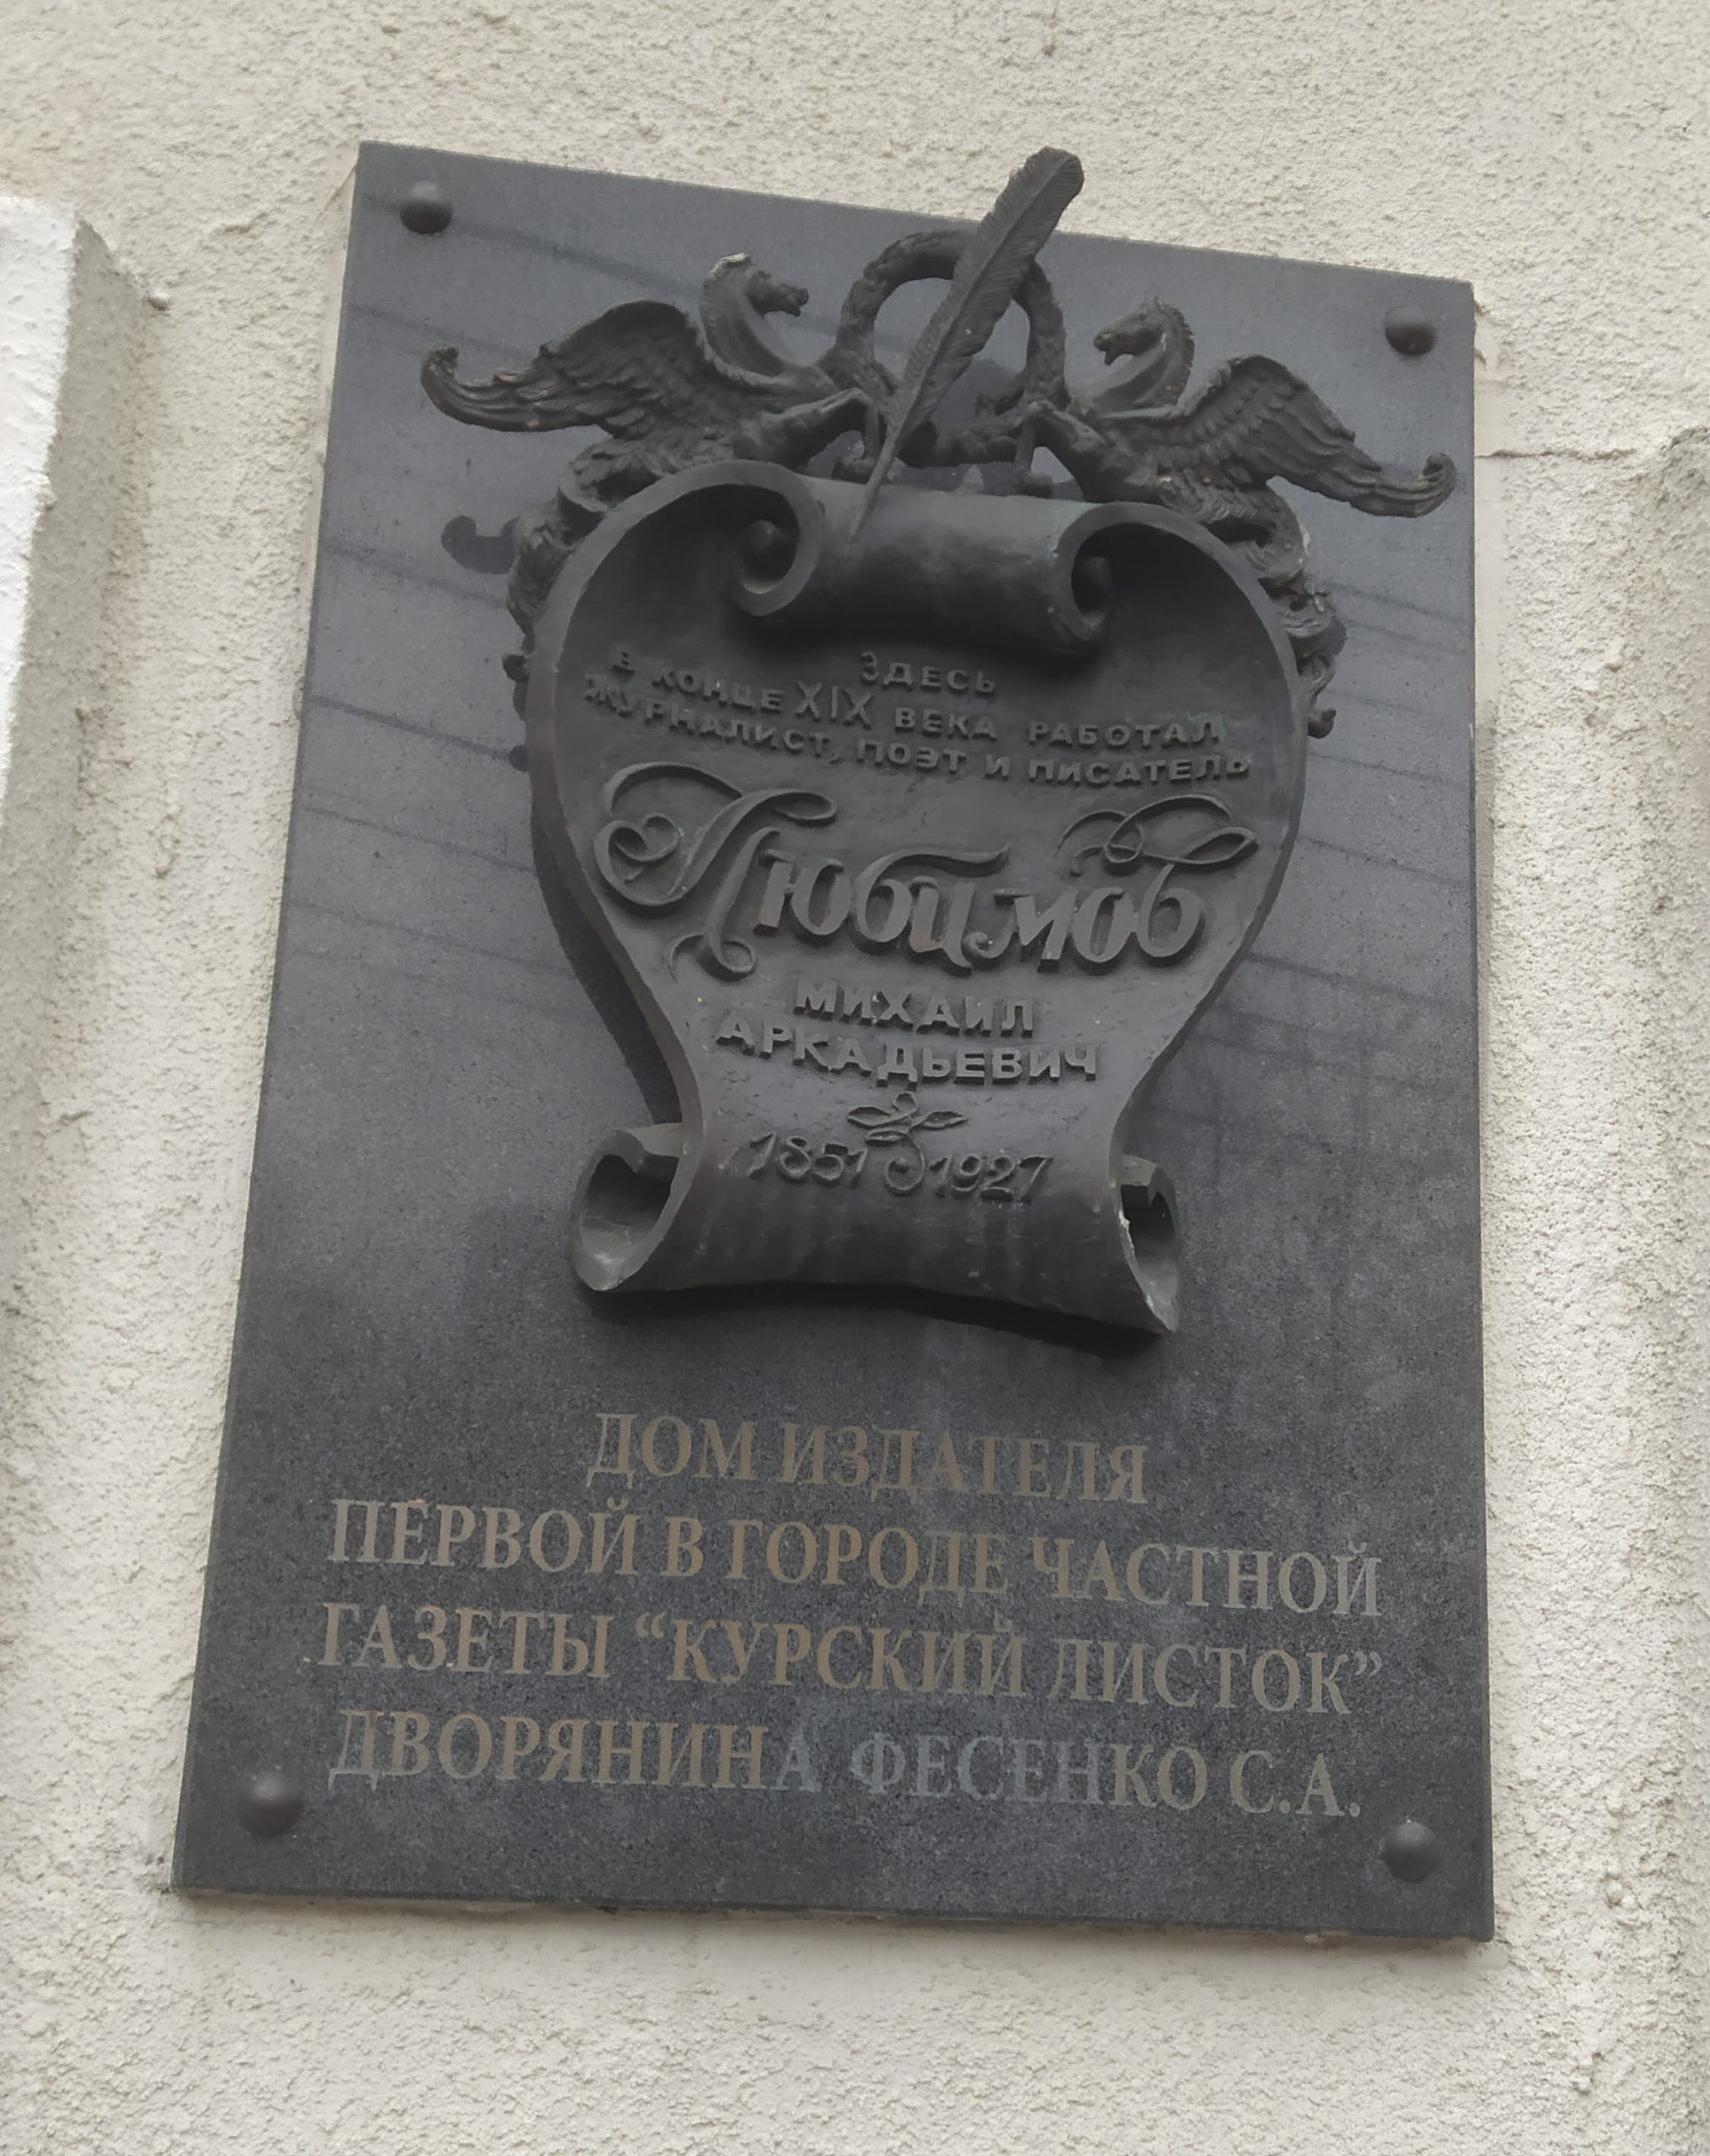 ЗДЕСЬ
В КОНЦЕ XIX ВЕКА РАБОТАЛ
ЖУРНАЛИСТ, ПОЭТ И ПИСАТЕЛЬ
Любимов
МИХАИЛ
АРКАДЬЕВИЧ
1851 1927
ДОМ ИЗДАТЕЛЯ
ПЕРВОЙ В ГОРОДЕ ЧАСТНОЙ
ГАЗЕТЫ “КУРСКИЙ ЛИСТОК”
ДВОРЯНИНА ФЕСЕНКО С.А.